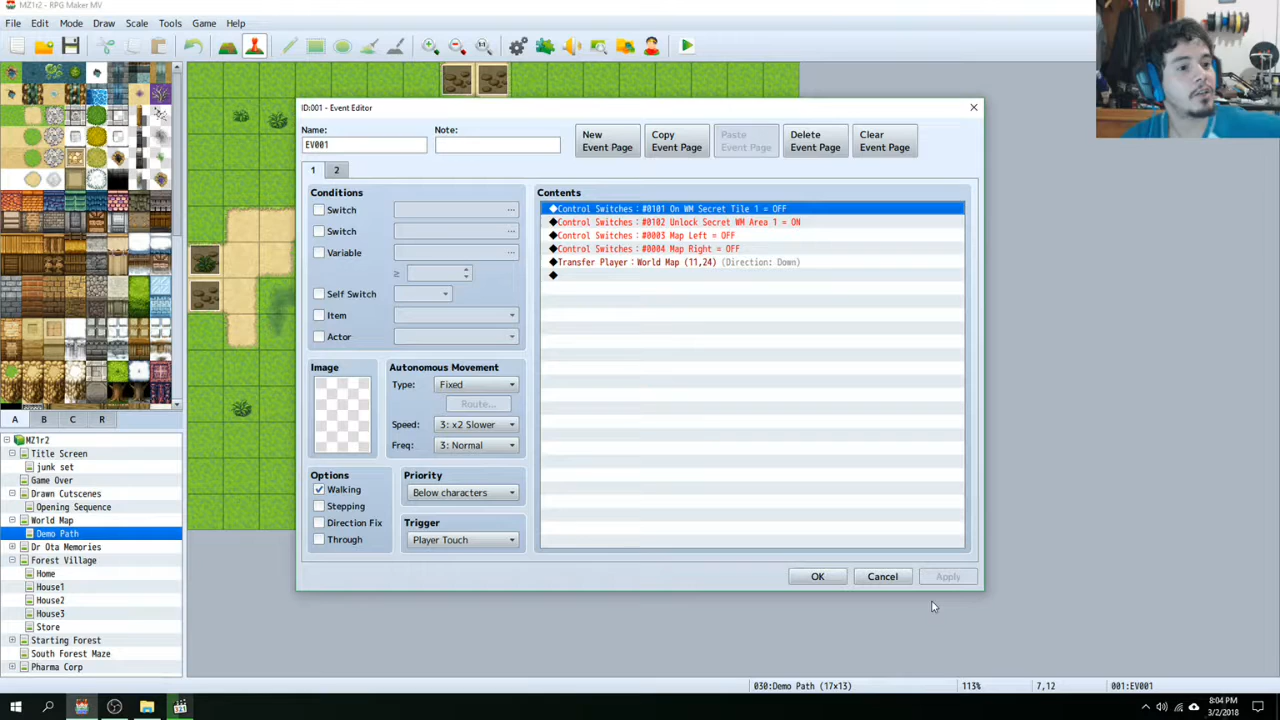 MZ1r2 - RPG Maker MV
File Edit Mode Draw Scale Tools Game Help
ID:001 - Event Editor
Name:
Note:
EV001
New
Event Page
Copy
Event Page
Paste
Event Page
Delete
Event Page
Clear
Event Page
1 2
Conditions
Switch ...
Switch ...
Variable ...
≥
Self Switch
Item
Actor
Image
Autonomous Movement
Type: Fixed
Route...
Speed: 3: x2 Slower
Freq: 3: Normal
Options
Walking
Stepping
Direction Fix
Through
Priority
Below characters
Trigger
Player Touch
Contents
◆Control Switches：#0101 On WM Secret Tile 1 = OFF
◆Control Switches：#0102 Unlock Secret WM Area 1 = ON
◆Control Switches：#0003 Map Left = OFF
◆Control Switches：#0004 Map Right = OFF
◆Transfer Player：World Map (11,24) (Direction: Down)
◆
OK Cancel Apply
A B C R
MZ1r2
Title Screen
junk set
Game Over
Drawn Cutscenes
Opening Sequence
World Map
Demo Path
Dr Ota Memories
Forest Village
Home
House1
House2
House3
Store
Starting Forest
South Forest Maze
Pharma Corp
030:Demo Path (17×13) 113% 7,12 001:EV001
8:04 PM
3/2/2018